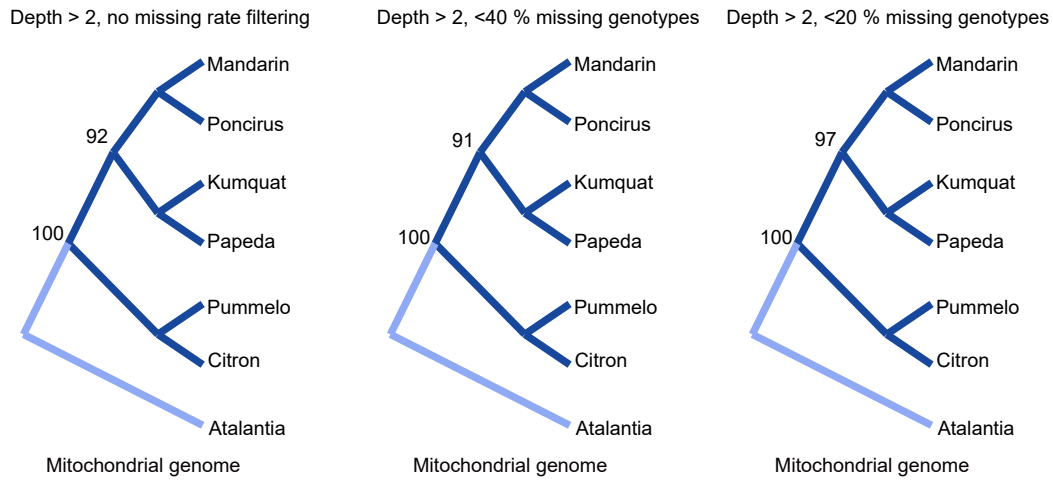 Depth > 2, no missing rate filtering
Mandarin
Poncirus
92
Kumquat
Papeda
100
Pummelo
Citron
Atalantia
Mitochondrial genome
Depth > 2, <40 % missing genotypes
Mandarin
Poncirus
91
Kumquat
Papeda
100
Pummelo
Citron
Atalantia
Mitochondrial genome
Depth > 2, <20 % missing genotypes
Mandarin
Poncirus
97
Kumquat
Papeda
100
Pummelo
Citron
Atalantia
Mitochondrial genome